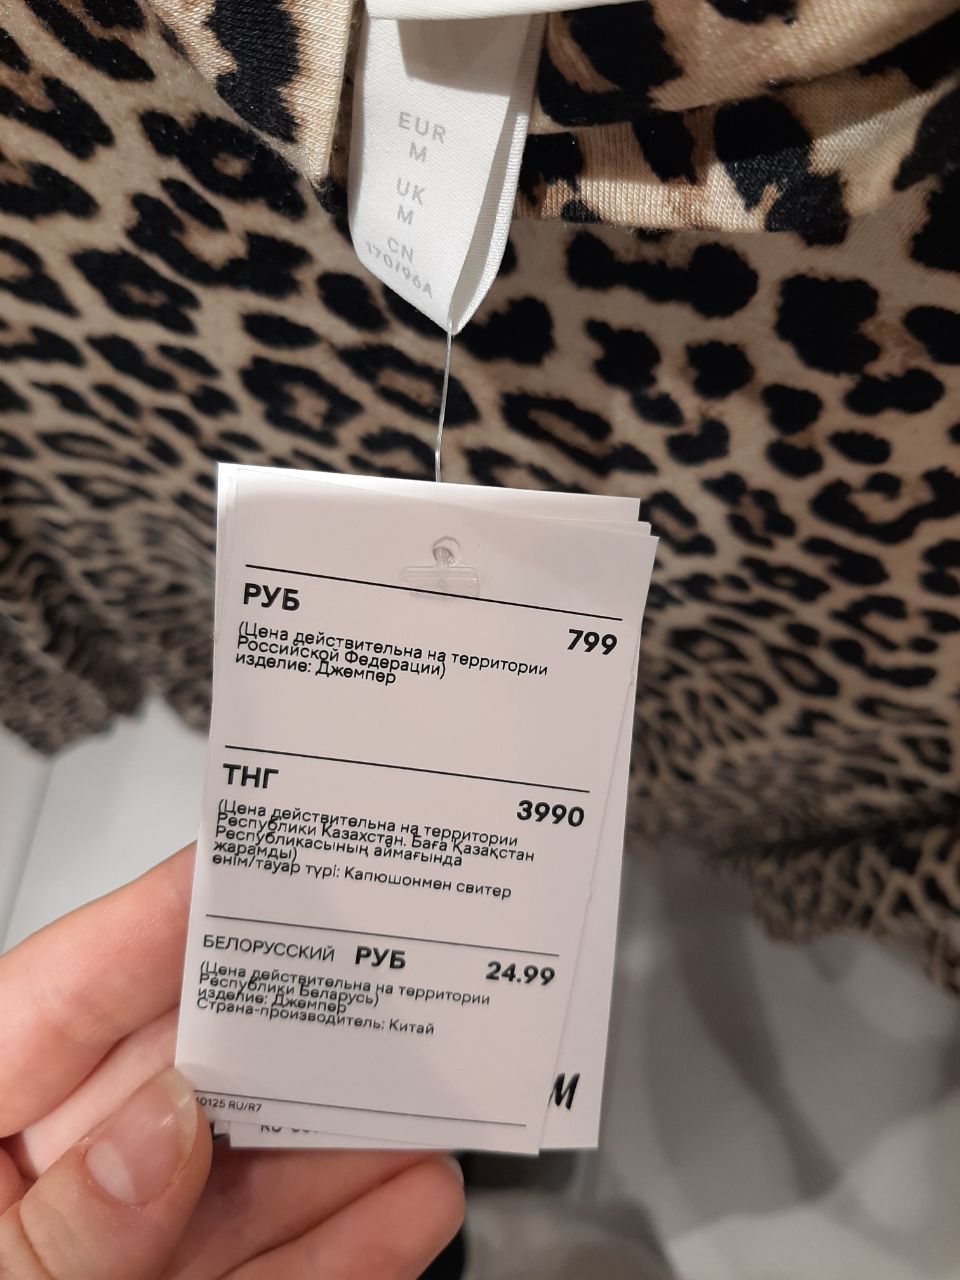 EUR
M
UK
M
CN
170/96A
РУБ
799
(Цена действительна на территории
Российской Федерации)
изделие: Джемпер
ТНГ
3990
(Цена действительна на территории
Республики Казахстан. Баға Қазақстан
Республикасының аймағында
жарамды)
өнім/тауар түрі: Капюшонмен свитер
БЕЛОРУССКИЙ РУБ
24.99
(Цена действительна на территории
Республики Беларусь)
изделие: Джемпер
Страна-производитель: Китай
RU/R7
M